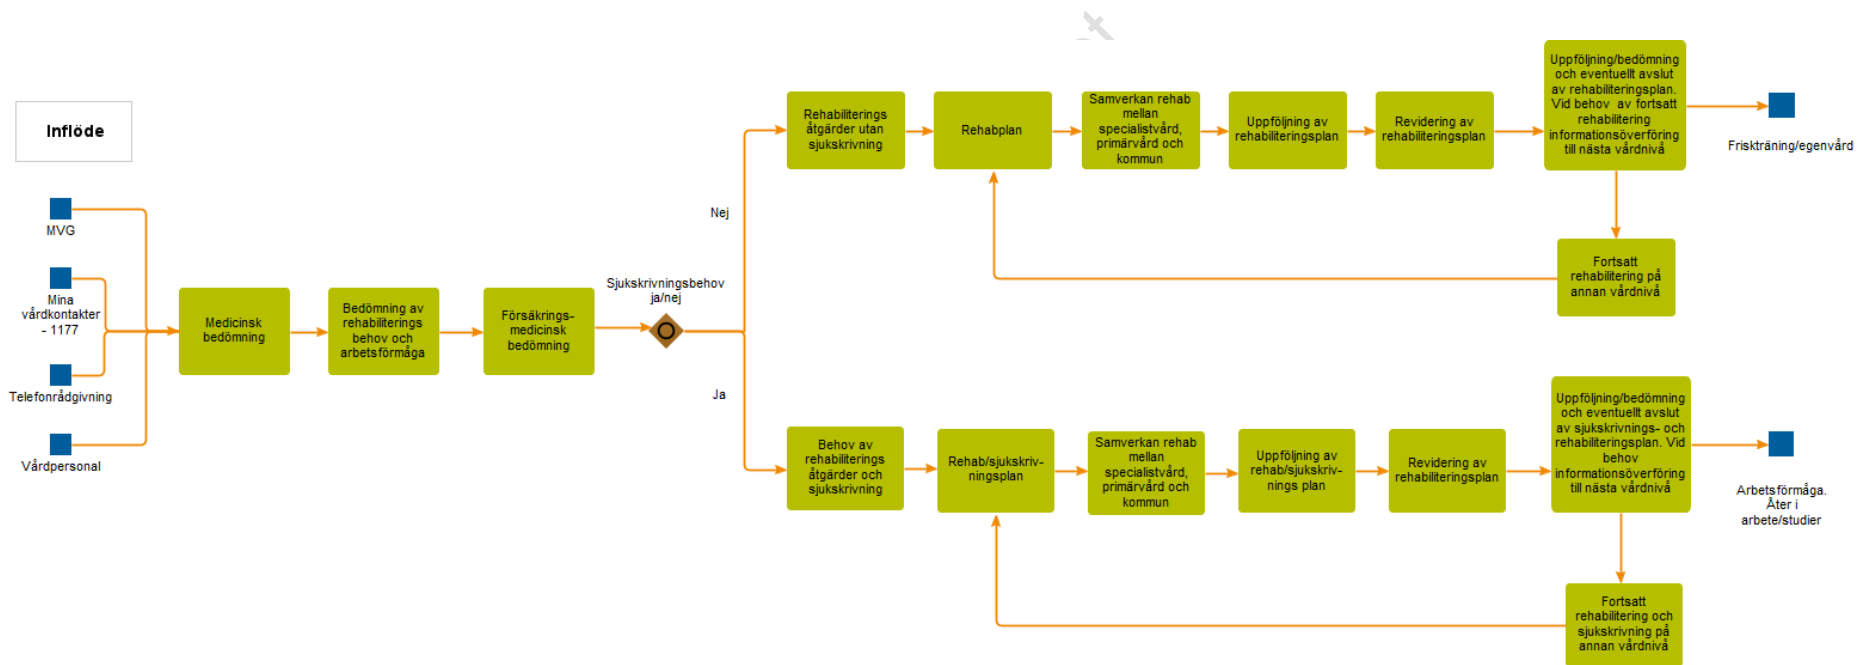 Inflöde
MVG
Mina
vårdkontakter
- 1177
Telefonrådgivning
Vårdpersonal
Medicinsk
bedömning
Bedömning av
rehabiliterings
behov och
arbetsförmåga
Försäkrings-
medicinsk
bedömning
Sjukskrivningsbehov
ja/nej
Nej
Rehabiliterings
åtgärder utan
sjukskrivning
Rehabplan
Samverkan rehab
mellan
specialistvård,
primärvård och
kommun
Uppföljning av
rehabiliteringsplan
Revidering av
rehabiliteringsplan
Uppföljning/bedömning
och eventuellt avslut
av rehabiliteringsplan.
Vid behov av fortsatt
rehabilitering
informationsöverföring
till nästa vårdnivå
Friskträning/egenvård
Fortsatt
rehabilitering på
annan vårdnivå
Ja
Behov av
rehabiliterings
åtgärder och
sjukskrivning
Rehab/sjukskriv-
ningsplan
Samverkan rehab
mellan
specialistvård,
primärvård och
kommun
Uppföljning av
rehab/sjukskriv-
nings plan
Revidering av
rehabiliteringsplan
Uppföljning/bedömning
och eventuellt avslut
av sjukskrivnings- och
rehabiliteringsplan. Vid
behov
informationsöverföring
till nästa vårdnivå
Arbetsförmåga.
Åter i
arbete/studier
Fortsatt
rehabilitering och
sjukskrivning på
annan vårdnivå